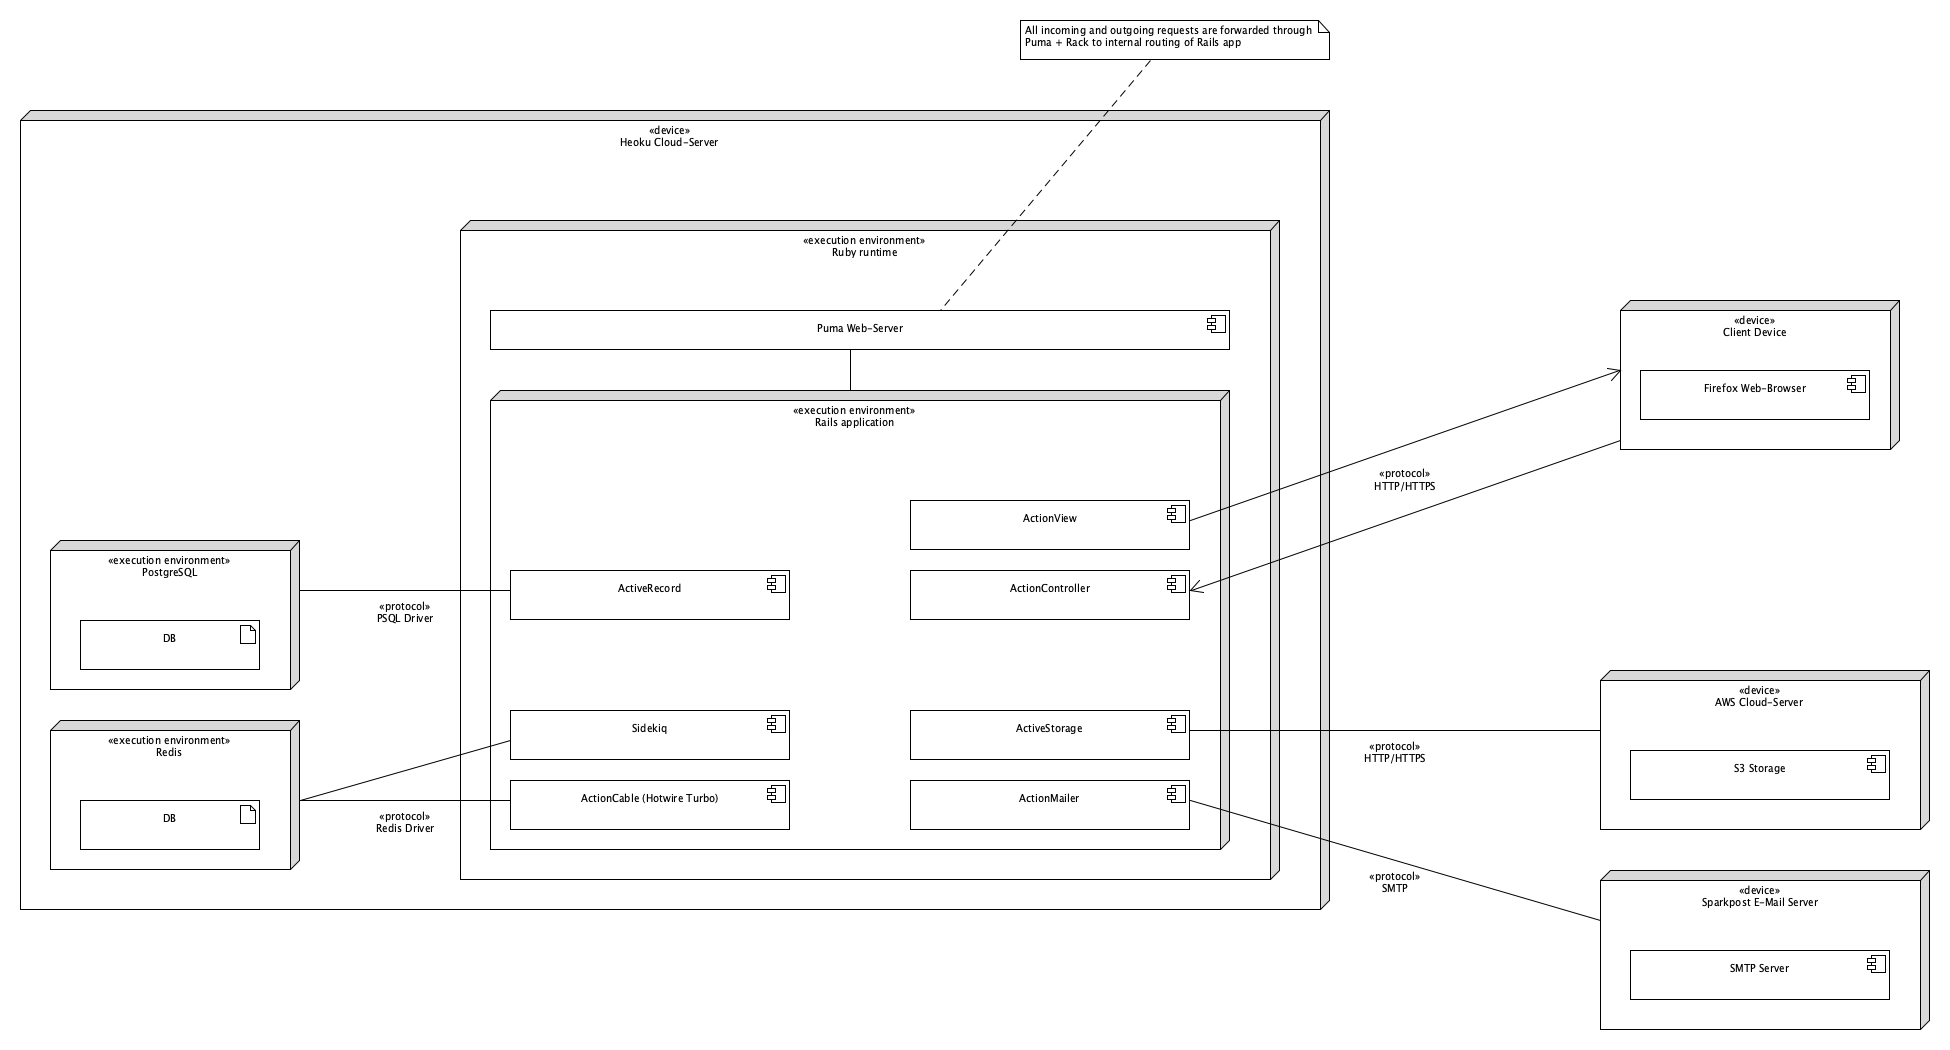 All incoming and outgoing requests are forwarded through
Puma + Rack to internal routing of Rails app
«device»
Heoku Cloud-Server
«execution environment»
Ruby runtime
Puma Web-Server
«execution environment»
Rails application
«device»
Client Device
Firefox Web-Browser
«protocol»
HTTP/HTTPS
ActionView
«execution environment»
PostgreSQL
DB
«protocol»
PSQL Driver
ActiveRecord
ActionController
«execution environment»
Redis
DB
«protocol»
Redis Driver
Sidekiq
ActionCable (Hotwire Turbo)
ActiveStorage
ActionMailer
«protocol»
HTTP/HTTPS
«device»
AWS Cloud-Server
S3 Storage
«protocol»
SMTP
«device»
Sparkpost E-Mail Server
SMTP Server